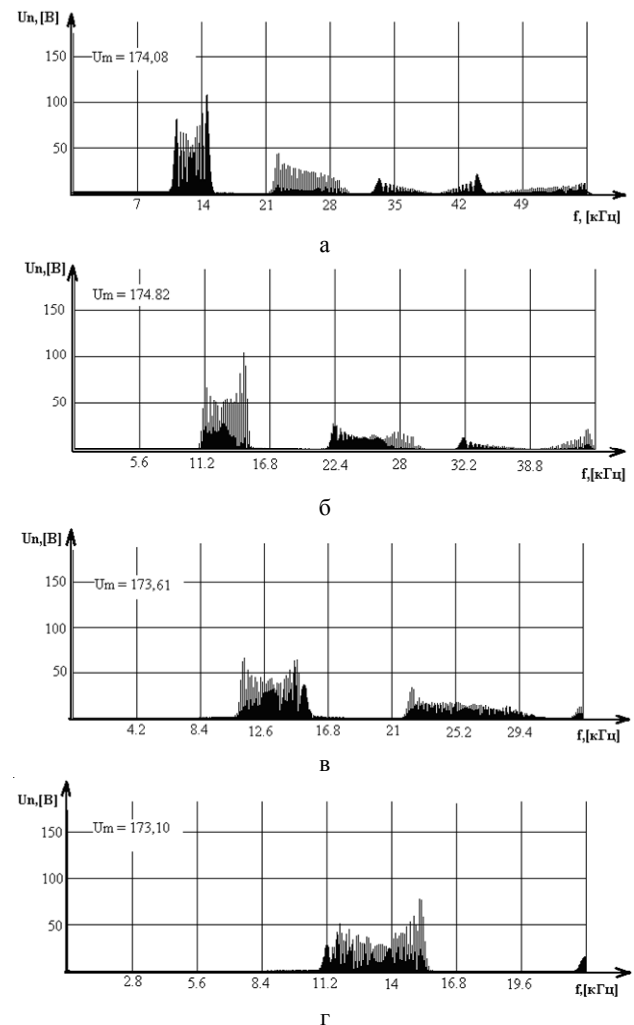 Un, [В]
150
Um = 174,08
100
50
7 14 21 28 35 42 49
f, [кГц]
а
Un,[В]
150
Um = 174.82
100
50
5.6 11.2 16.8 22.4 28 32.2 38.8
f,[кГц]
б
Un,[В]
150
Um = 173,61
100
50
4.2 8.4 12.6 16.8 21 25.2 29.4
f,[кГц]
в
Un,[В]
150
Um = 173,10
100
50
2.8 5.6 8.4 11.2 14 16.8 19.6
f,[кГц]
г